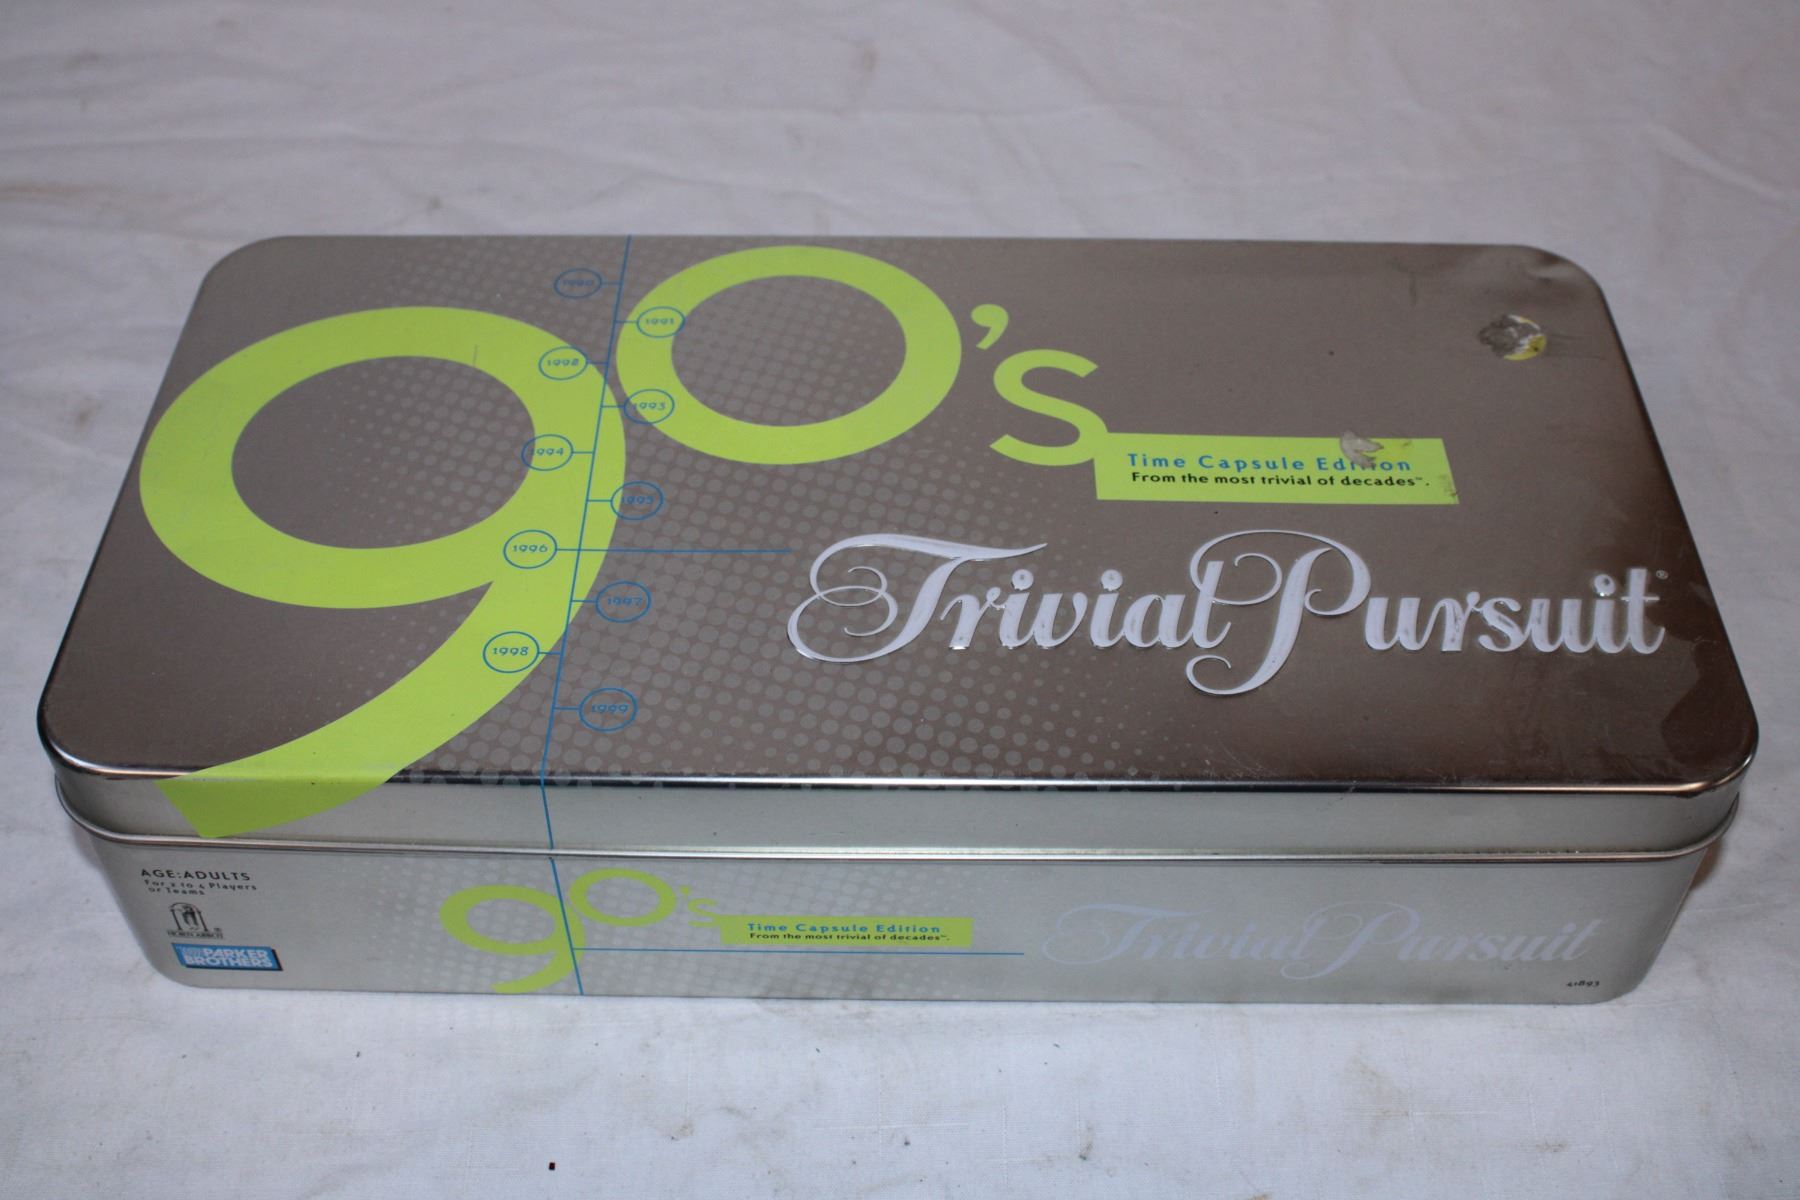 90's
1990
1991
1992
1993
1994
1995
1996
1997
1998
1999
Time Capsule Edition
From the most trivial of decades™.
Trivial Pursuit®
AGE:ADULTS
For 2 to 4 Players
or Teams
HORN ABBOT ®
PARKER
BROTHERS
90's
Time Capsule Edition
From the most trivial of decades™.
Trivial Pursuit
41893